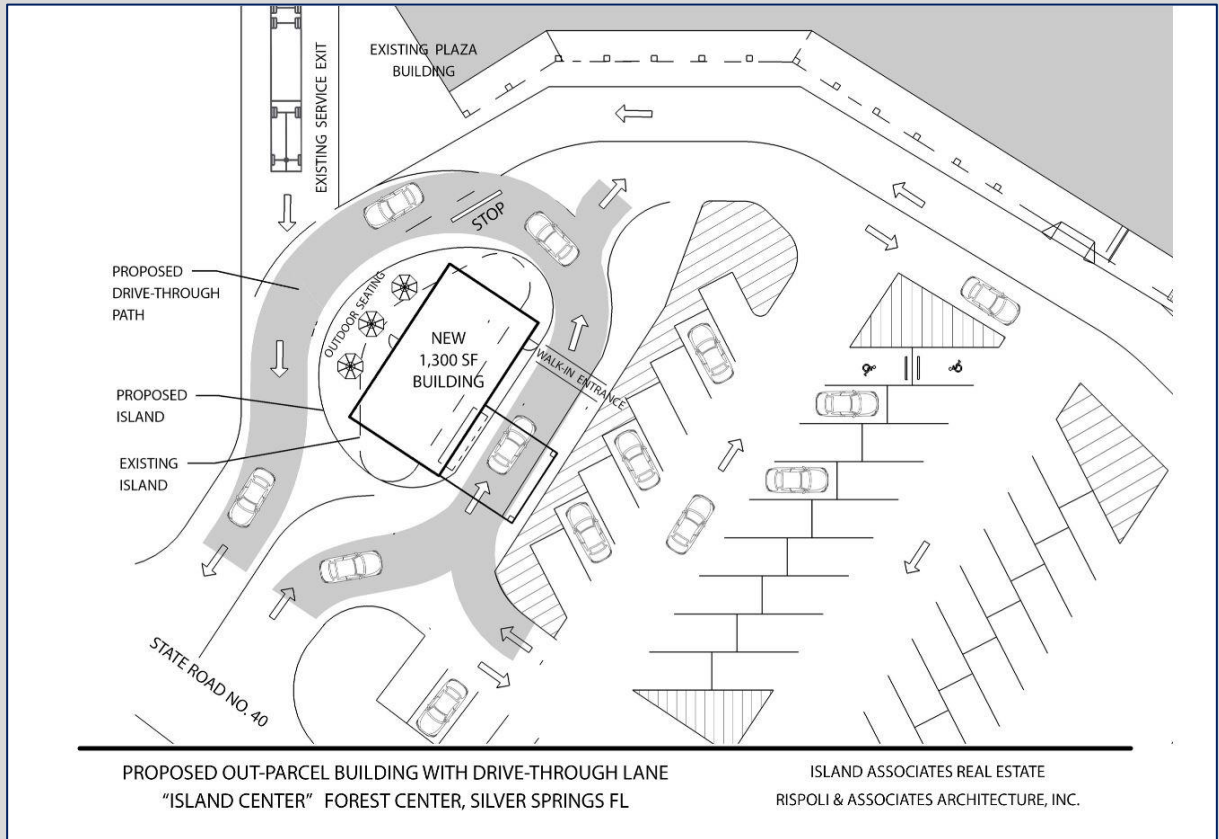 EXISTING SERVICE EXIT
EXISTING PLAZA
BUILDING
STOP
PROPOSED
DRIVE-THROUGH
PATH
OUTDOOR SEATING
NEW
1,300 SF
BUILDING
WALK-IN ENTRANCE
PROPOSED
ISLAND
EXISTING
ISLAND
STATE ROAD NO. 40
PROPOSED OUT-PARCEL BUILDING WITH DRIVE-THROUGH LANE
“ISLAND CENTER” FOREST CENTER, SILVER SPRINGS FL
ISLAND ASSOCIATES REAL ESTATE
RISPOLI & ASSOCIATES ARCHITECTURE, INC.